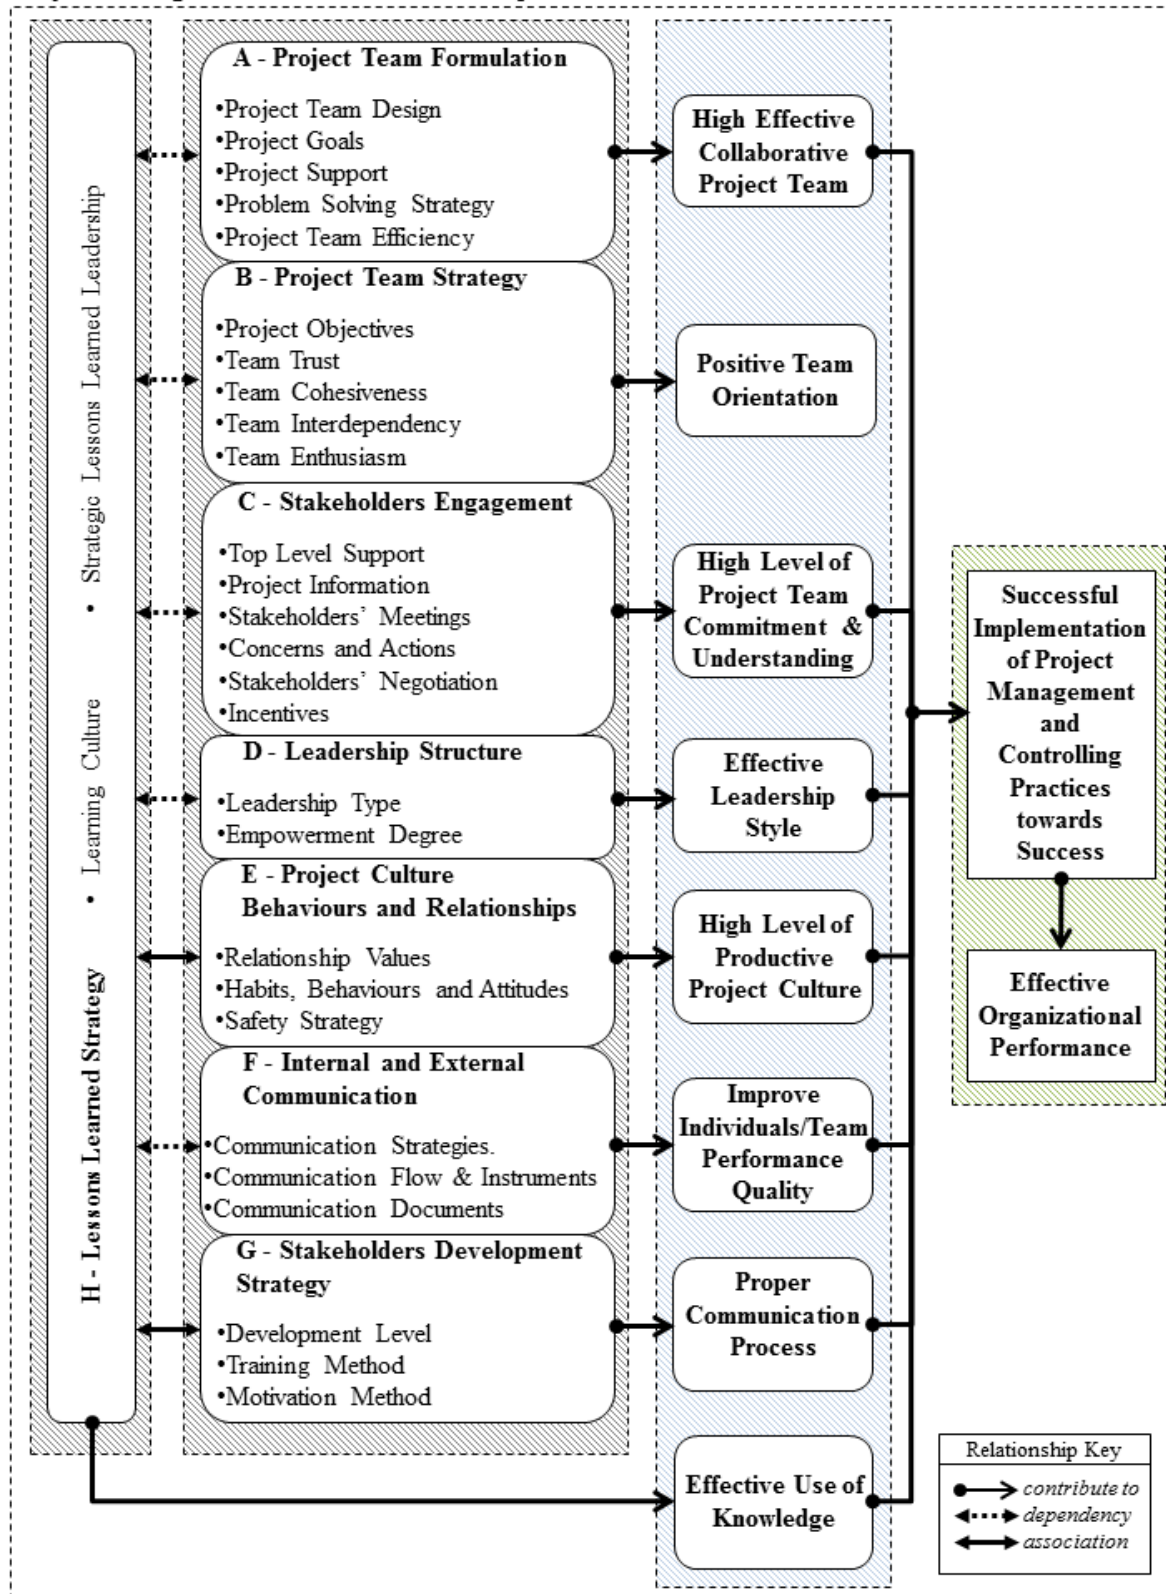 A - Project Team Formulation
•Project Team Design
•Project Goals
•Project Support
•Problem Solving Strategy
•Project Team Efficiency
B - Project Team Strategy
•Project Objectives
•Team Trust
•Team Cohesiveness
•Team Interdependency
•Team Enthusiasm
C - Stakeholders Engagement
•Top Level Support
•Project Information
•Stakeholders’ Meetings
•Concerns and Actions
•Stakeholders’ Negotiation
•Incentives
D - Leadership Structure
•Leadership Type
•Empowerment Degree
E - Project Culture
Behaviours and Relationships
•Relationship Values
•Habits, Behaviours and Attitudes
•Safety Strategy
F - Internal and External
Communication
•Communication Strategies.
•Communication Flow & Instruments
•Communication Documents
G - Stakeholders Development
Strategy
•Development Level
•Training Method
•Motivation Method
H - Lessons Learned Strategy • Learning Culture • Strategic Lessons Learned Leadership
High Effective
Collaborative
Project Team
Positive Team
Orientation
High Level of
Project Team
Commitment &
Understanding
Effective
Leadership
Style
High Level of
Productive
Project Culture
Improve
Individuals/Team
Performance
Quality
Proper
Communication
Process
Effective Use of
Knowledge
Successful
Implementation
of Project
Management
and
Controlling
Practices
towards
Success
Effective
Organizational
Performance
Relationship Key
contribute to
dependency
association